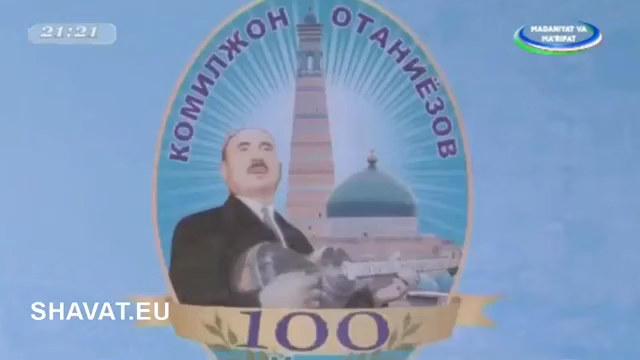 21:21
MADANIYAT VA
MA'RIFAT
КОМИЛЖОН ОТАНИЁЗОВ
SHAVAT.EU
100